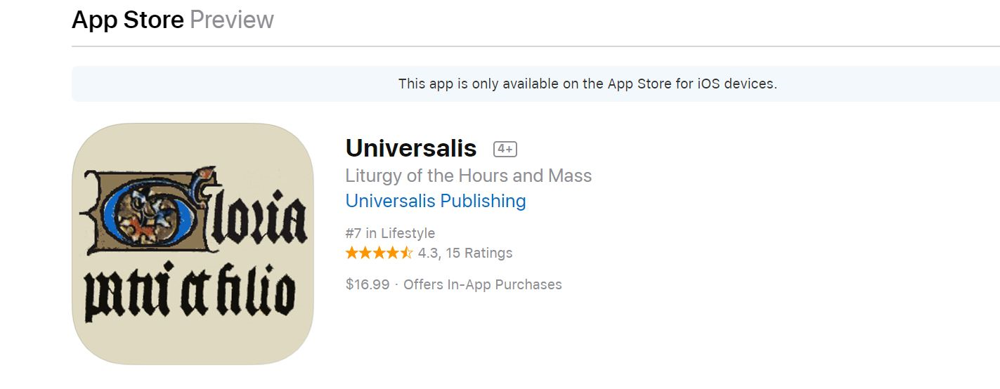 App Store Preview
This app is only available on the App Store for iOS devices.
Gloria
patri et filio
Universalis 4+
Liturgy of the Hours and Mass
Universalis Publishing
#7 in Lifestyle
4.3, 15 Ratings
$16.99 · Offers In-App Purchases